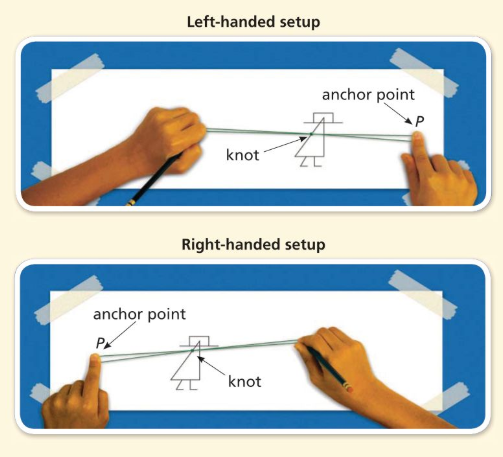 Left-handed setup
anchor point
P
knot
Right-handed setup
anchor point
P
knot